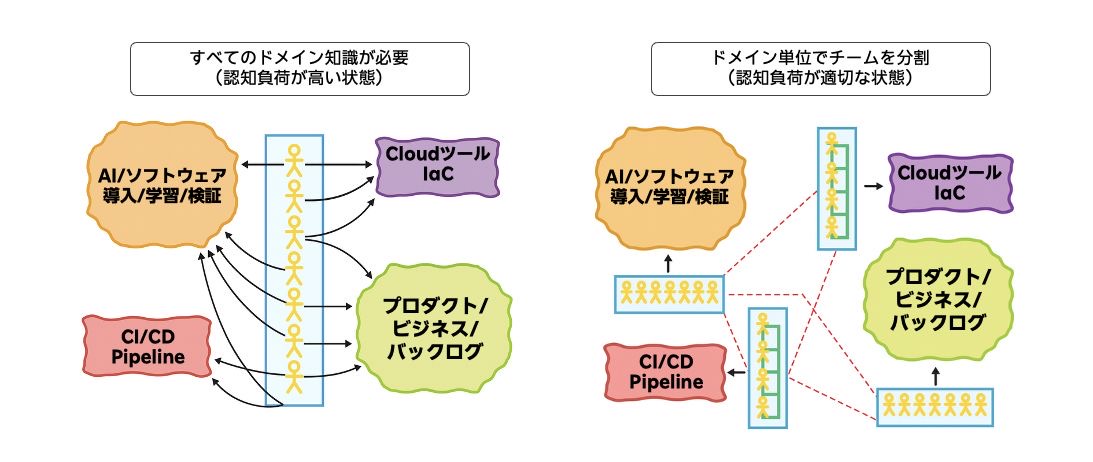 すべてのドメイン知識が必要
（認知負荷が高い状態）
AI/ソフトウェア
導入/学習/検証
Cloudツール
IaC
CI/CD
Pipeline
プロダクト/
ビジネス/
バックログ
ドメイン単位でチームを分割
（認知負荷が適切な状態）
AI/ソフトウェア
導入/学習/検証
Cloudツール
IaC
プロダクト/
ビジネス/
バックログ
CI/CD
Pipeline